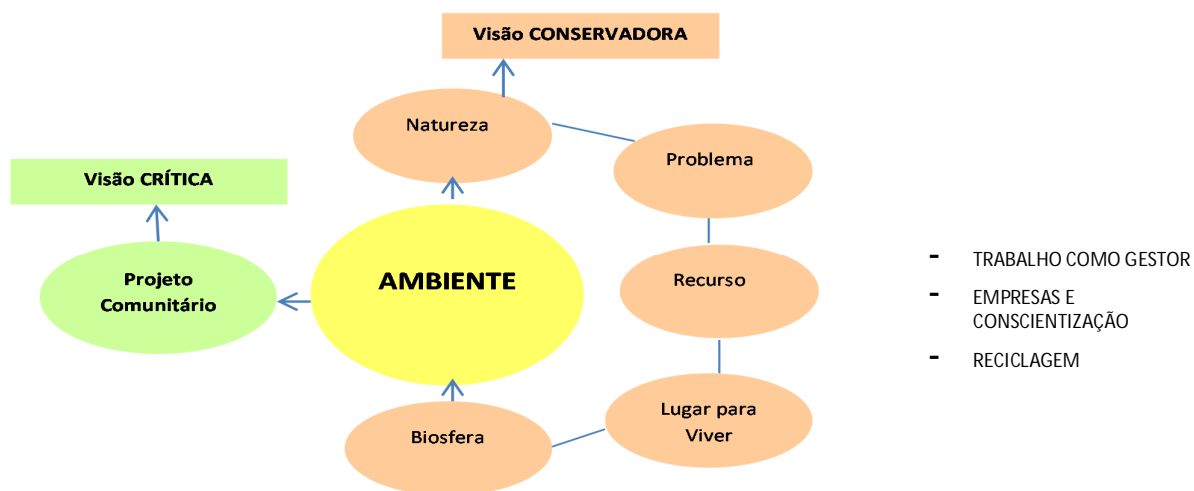 Visão CONSERVADORA
Natureza
Problema
Visão CRÍTICA
Projeto
Comunitário
AMBIENTE
Recurso
Lugar para
Viver
Biosfera
- TRABALHO COMO GESTOR
- EMPRESAS E
CONSCIENTIZAÇÃO
- RECICLAGEM